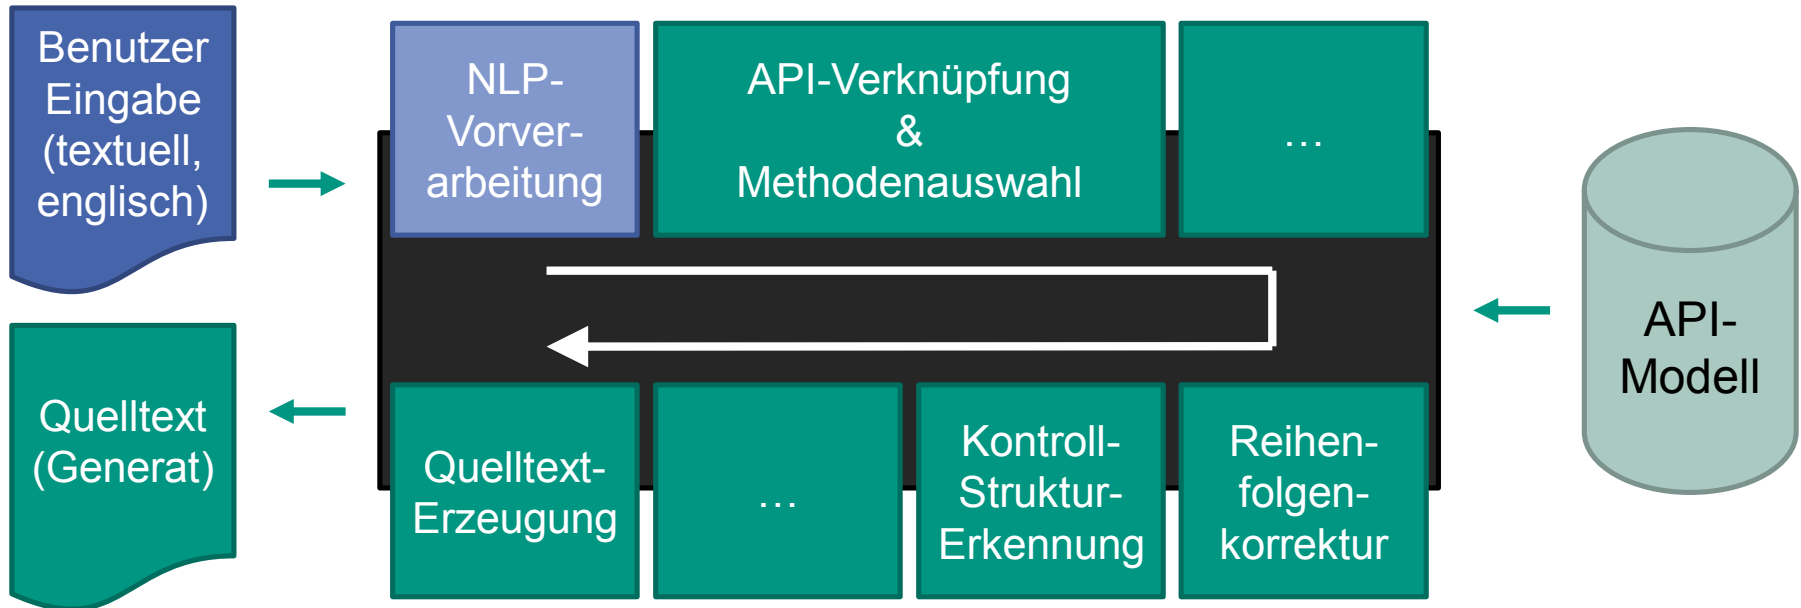 Benutzer
Eingabe
(textuell,
englisch)
NLP-
Vorver-
arbeitung
API-Verknüpfung
&
Methodenauswahl
...
API-
Modell
Quelltext
(Generat)
Quelltext-
Erzeugung
...
Kontroll-
Struktur-
Erkennung
Reihen-
folgen-
korrektur